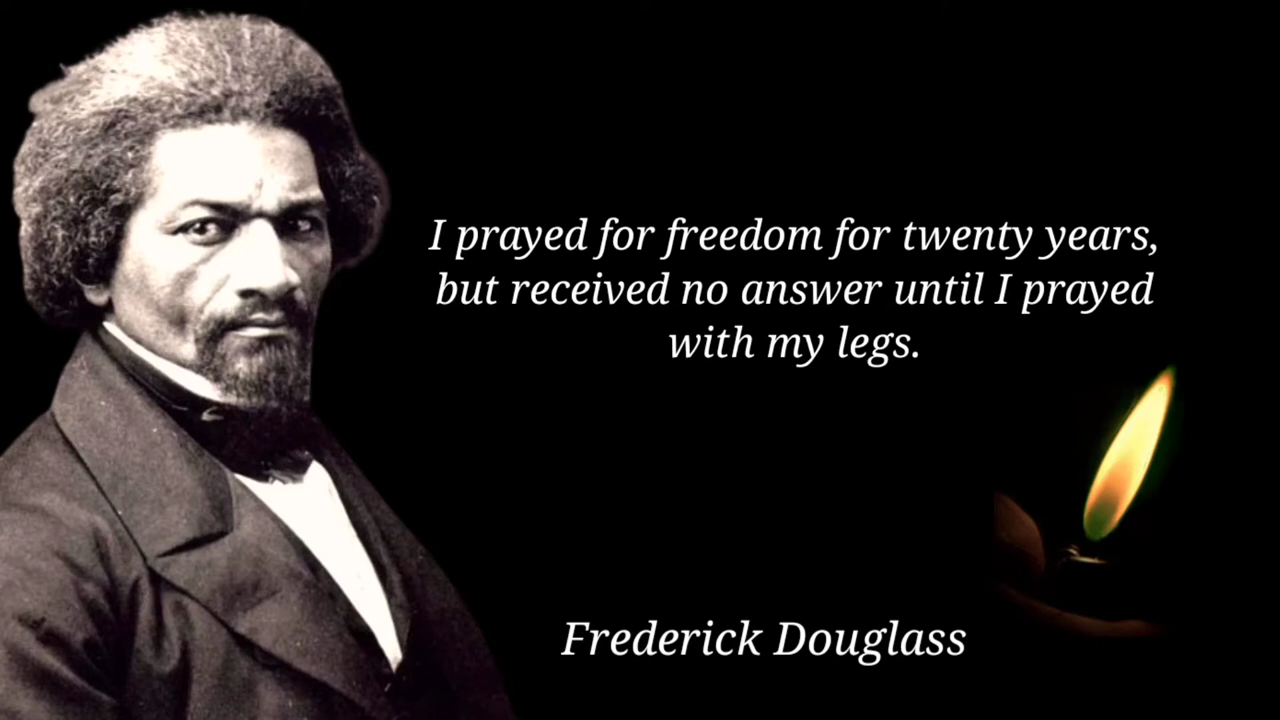 I prayed for freedom for twenty years,
but received no answer until I prayed
with my legs.
Frederick Douglass